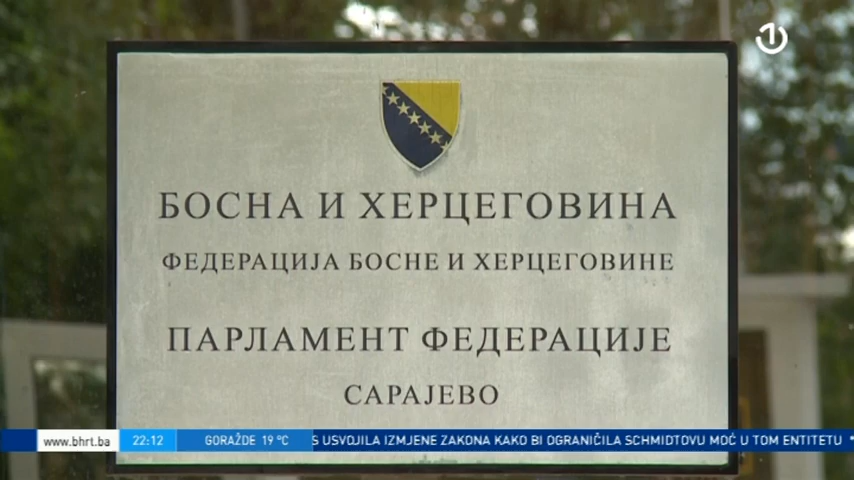 БОСНА И ХЕРЦЕГОВИНА
ФЕДЕРАЦИЈА БОСНЕ И ХЕРЦЕГОВИНЕ
ПАРЛАМЕНТ ФЕДЕРАЦИЈЕ
САРАЈЕВО
www.bhrt.ba 22:12 GORAŽDE 19 °C S USVOJILA IZMJENE ZAKONA KAKO BI OGRANIČILA SCHMIDTOVU MOĆ U TOM ENTITETU